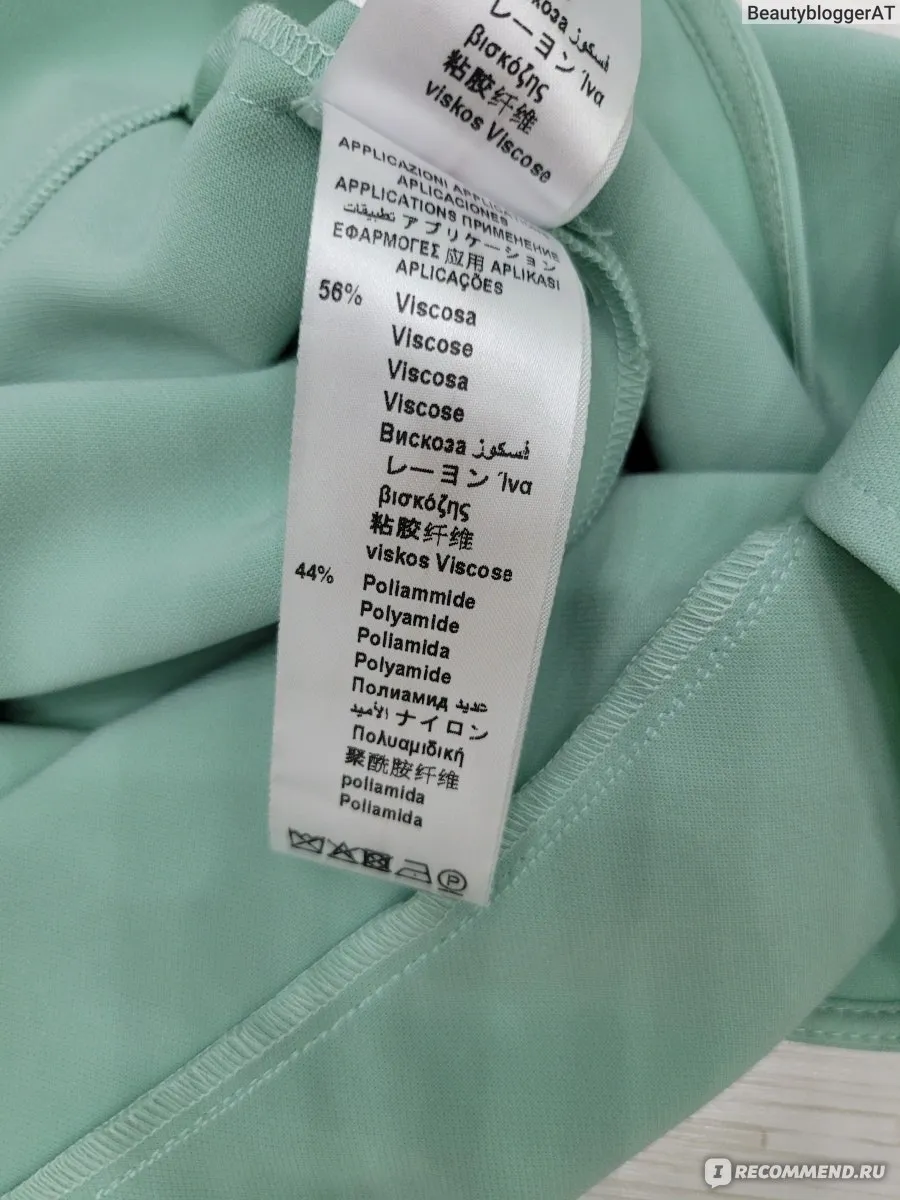 BeautybloggerAT
فسكوز
レーヨン Ίνα
βισκόζης
粘胶纤维
viskos Viscose
APPLICAZIONI
APLICACIONES
APPLICATIONS ПРИМЕНЕНИЕ
تطبيقات アプリケーション
ΕΦΑΡΜΟΓΕΣ 应用 APLIKASI
APLICAÇÕES
56% Viscosa
Viscose
Viscosa
Viscose
Вискоза فسكوز
レーヨン Ίνα
βισκόζης
粘胶纤维
viskos Viscose
44% Poliammide
Polyamide
Poliamida
Polyamide
Полиамид عديد
الأميد ナイロン
Πολυαμιδική
聚酰胺纤维
poliamida
Poliamida
P
I RECOMMEND.RU